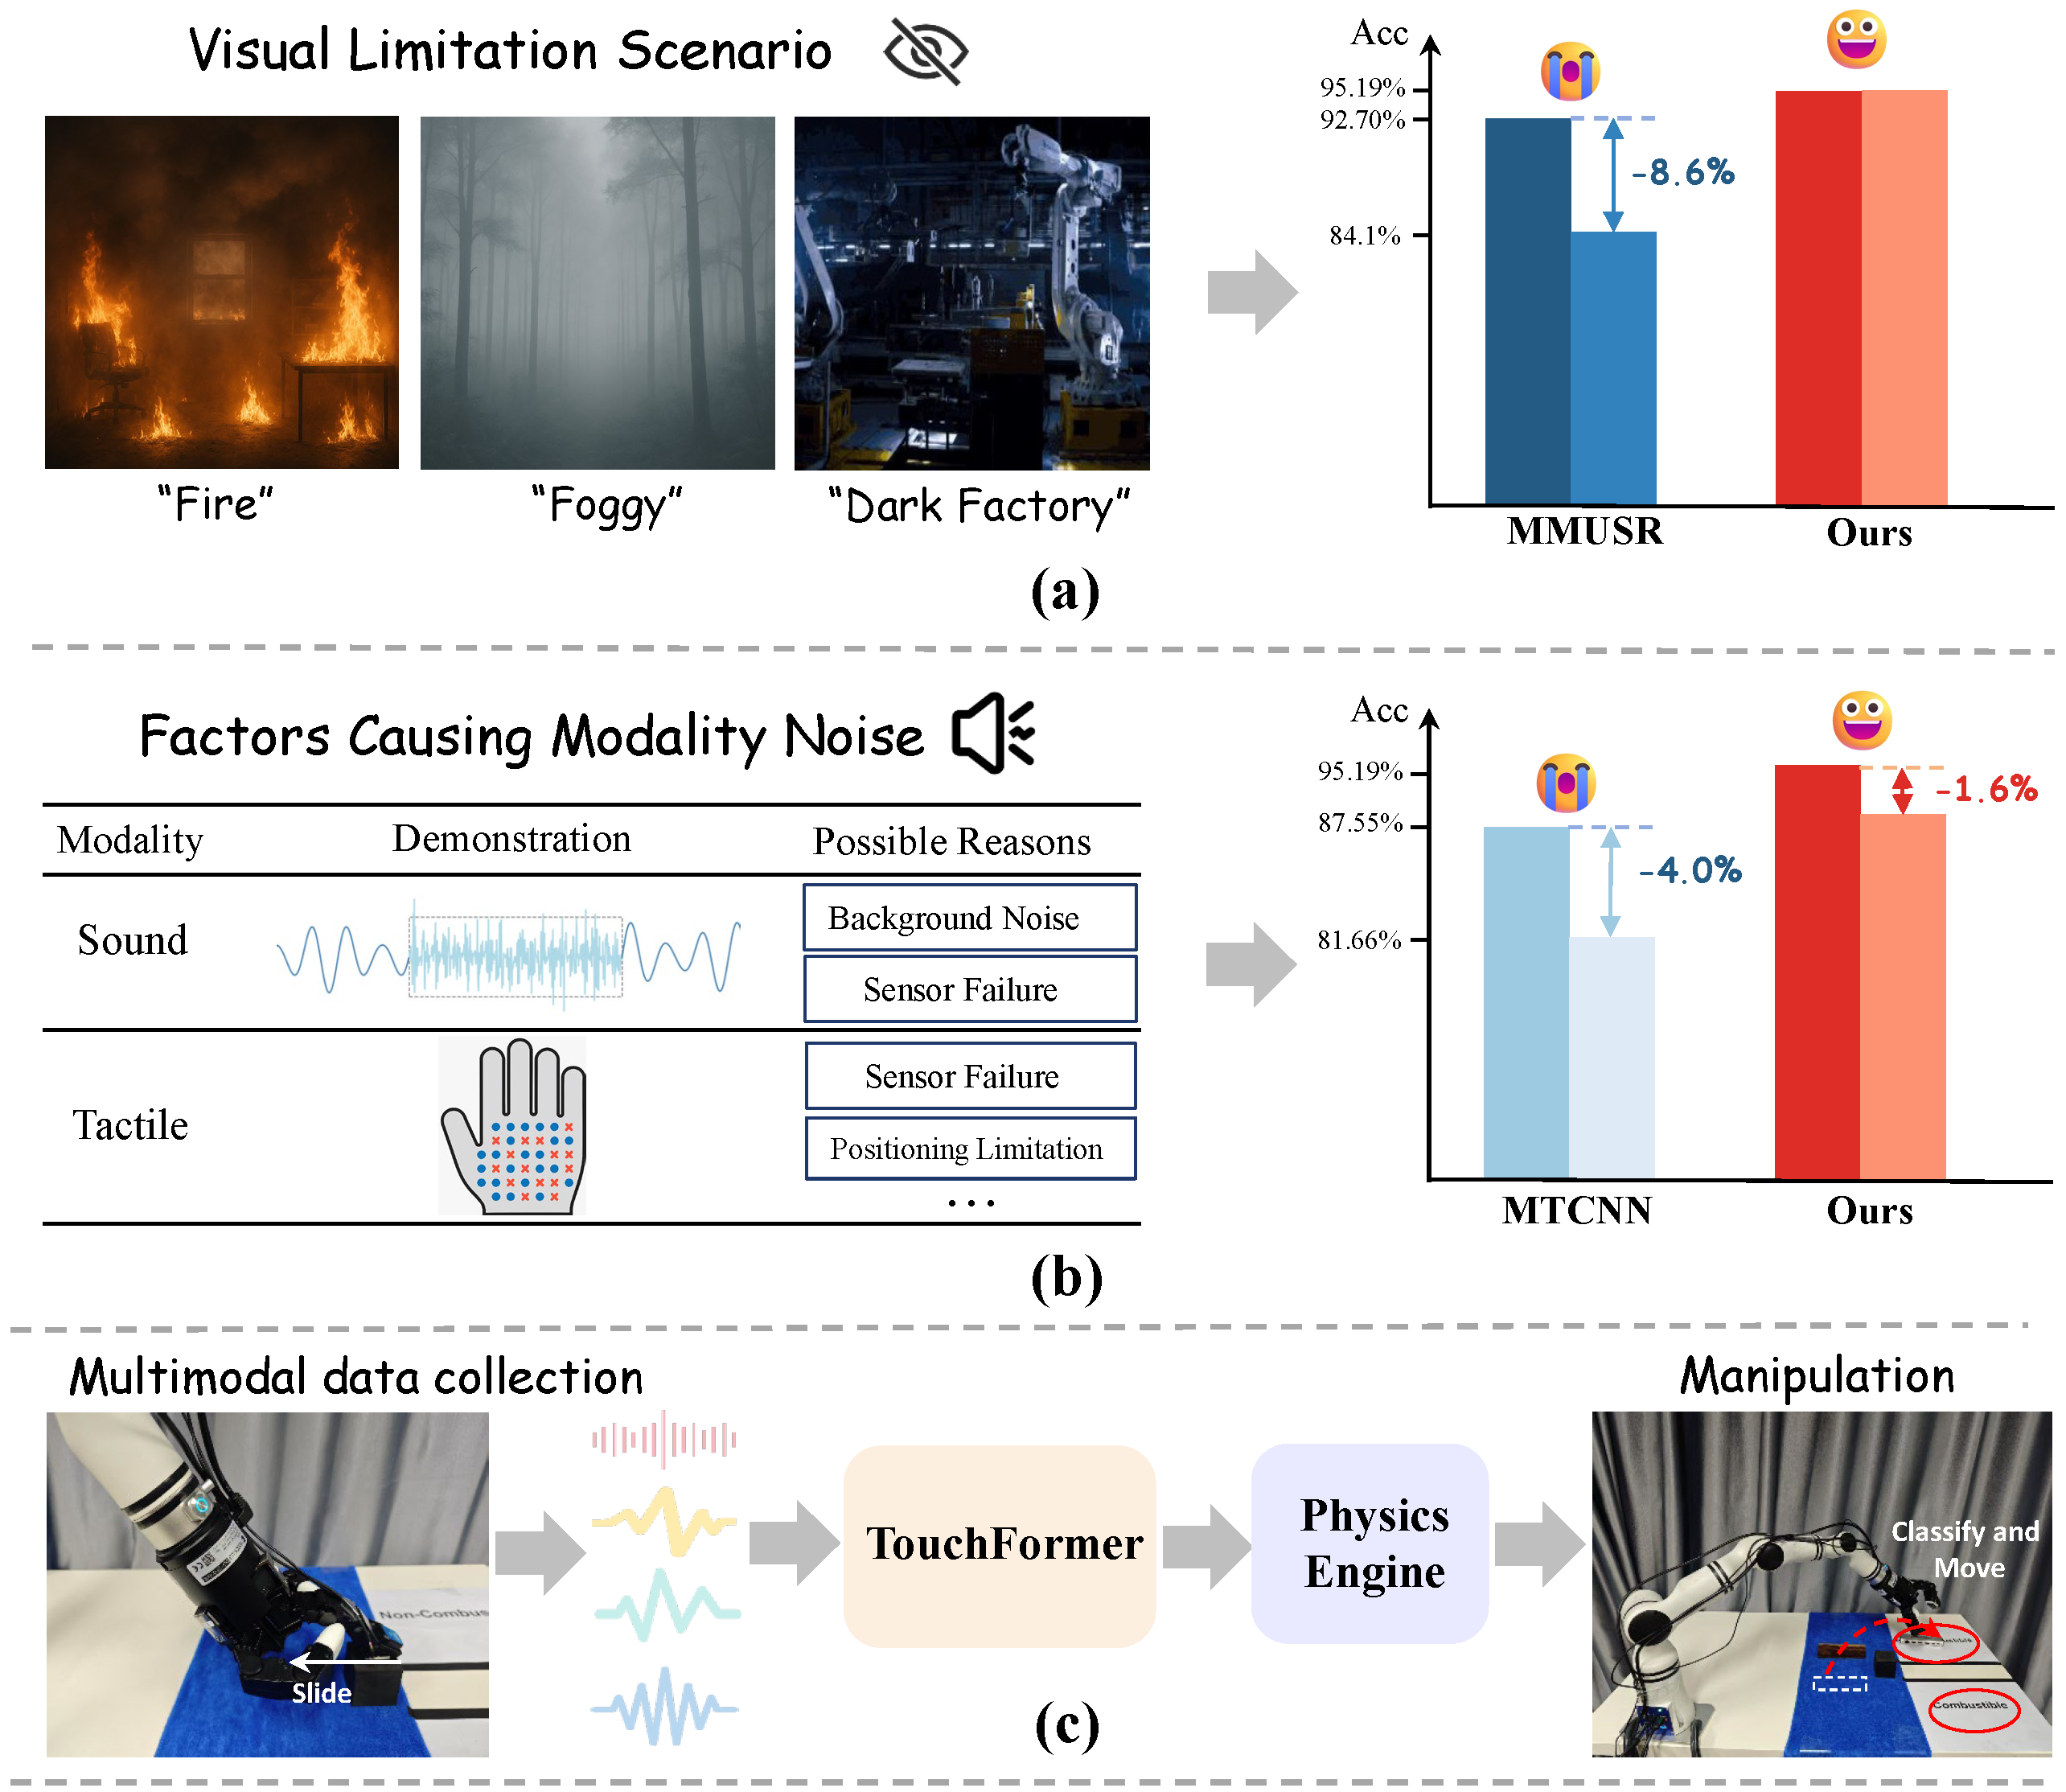 Visual Limitation Scenario
“Fire”
“Foggy”
“Dark Factory”
Acc
95.19%
92.70%
84.1%
-8.6%
MMUSR
Ours
(a)
Factors Causing Modality Noise
Modality
Demonstration
Possible Reasons
Sound
Background Noise
Sensor Failure
Tactile
Sensor Failure
Positioning Limitation
...
Acc
95.19%
87.55%
81.66%
-4.0%
-1.6%
MTCNN
Ours
(b)
Multimodal data collection
Non-Combus
Slide
TouchFormer
Physics
Engine
Manipulation
Classify and
Move
Combustible
(c)